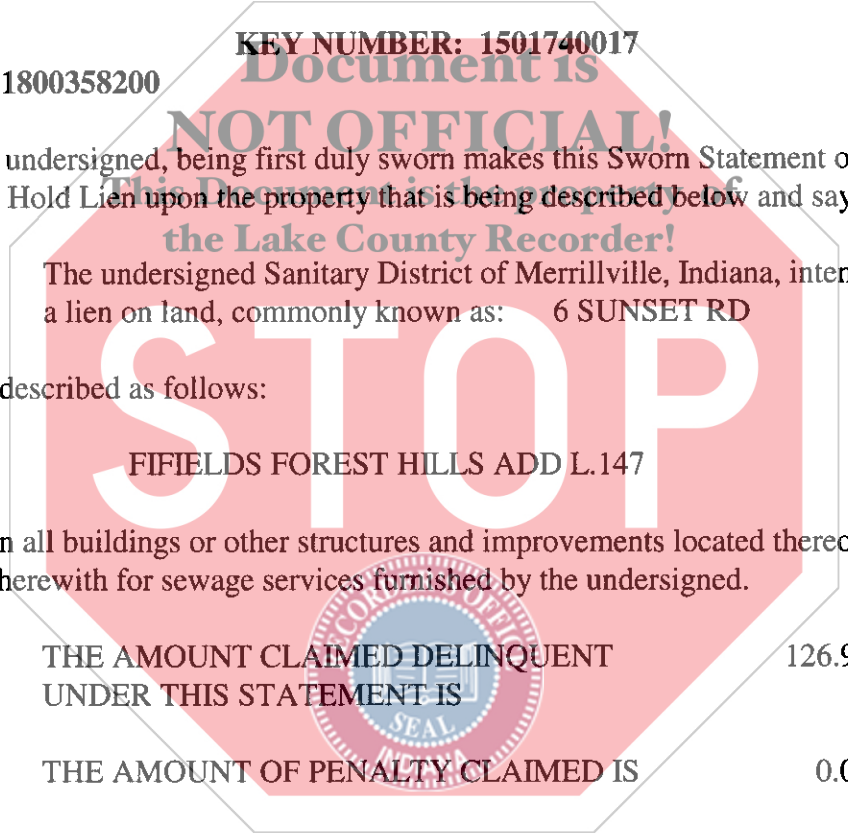 KEY NUMBER: 1501740017
Document is
1800358200
NOT OFFICIAL!
undersigned, being first duly sworn makes this Sworn Statement o
Hold Lien upon the property that is being described below and say
This Document is the property of
the Lake County Recorder!
The undersigned Sanitary District of Merrillville, Indiana, inten
a lien on land, commonly known as: 6 SUNSET RD
STOP
described as follows:
FIFIELDS FOREST HILLS ADD L.147
n all buildings or other structures and improvements located thereo
herewith for sewage services furnished by the undersigned.
RECORDER'S OFFICE
THE AMOUNT CLAIMED DELINQUENT 126.9
UNDER THIS STATEMENT IS
SEAL
INDIANA
THE AMOUNT OF PENALTY CLAIMED IS 0.0